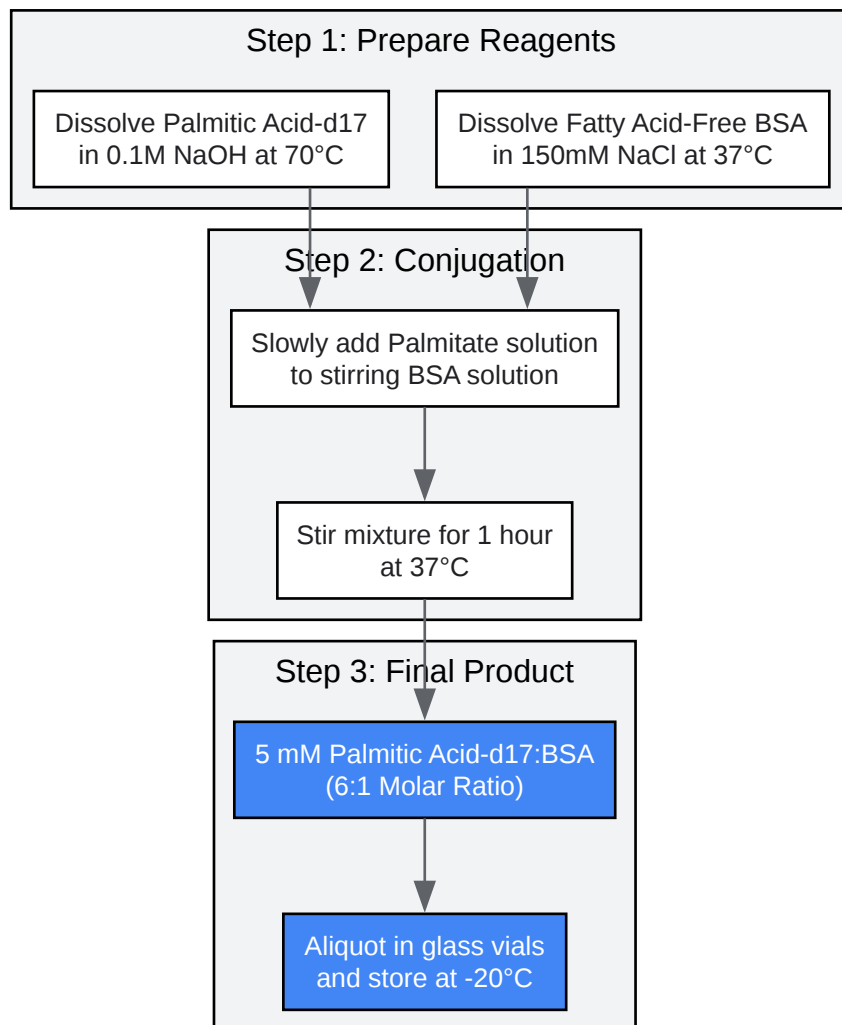 Step 1: Prepare Reagents
Dissolve Palmitic Acid-d17
in 0.1M NaOH at 70°C
Dissolve Fatty Acid-Free BSA
in 150mM NaCl at 37°C
Step 2: Conjugation
Slowly add Palmitate solution
to stirring BSA solution
Stir mixture for 1 hour
at 37°C
Step 3: Final Product
5 mM Palmitic Acid-d17:BSA
(6:1 Molar Ratio)
Aliquot in glass vials
and store at -20°C